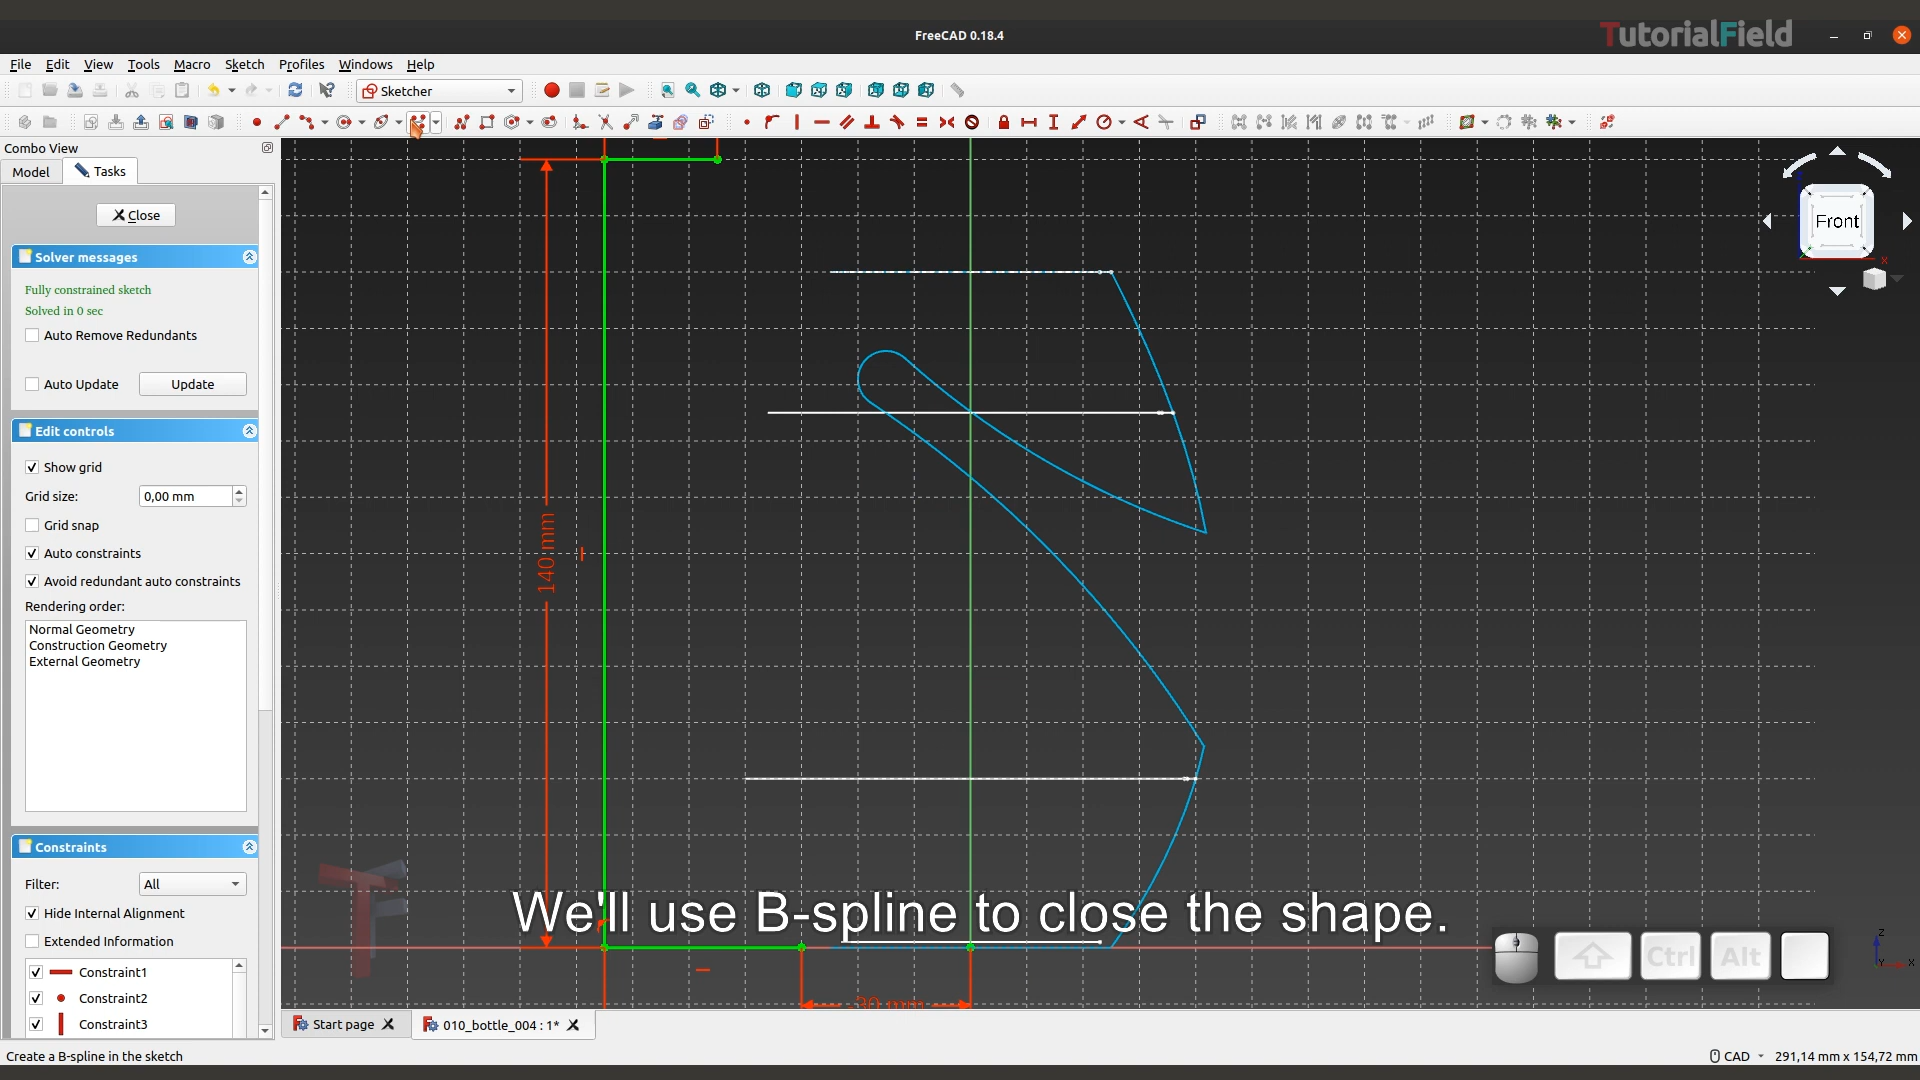 FreeCAD 0.18.4
TutorialField
File Edit View Tools Macro Sketch Profiles Windows Help
Sketcher
Combo View
Model Tasks
Close
Solver messages
Fully constrained sketch
Solved in 0 sec
Auto Remove Redundants
Auto Update Update
Edit controls
Show grid
Grid size: 0,00 mm
Grid snap
Auto constraints
Avoid redundant auto constraints
Rendering order:
Normal Geometry
Construction Geometry
External Geometry
Constraints
Filter: All
Hide Internal Alignment
Extended Information
Constraint1
Constraint2
Constraint3
140 mm
Front
x
We'll use B-spline to close the shape.
Ctrl Alt
Z
Y X
Start page 010_bottle_004 : 1*
Create a B-spline in the sketch
CAD 291,14 mm x 154,72 mm